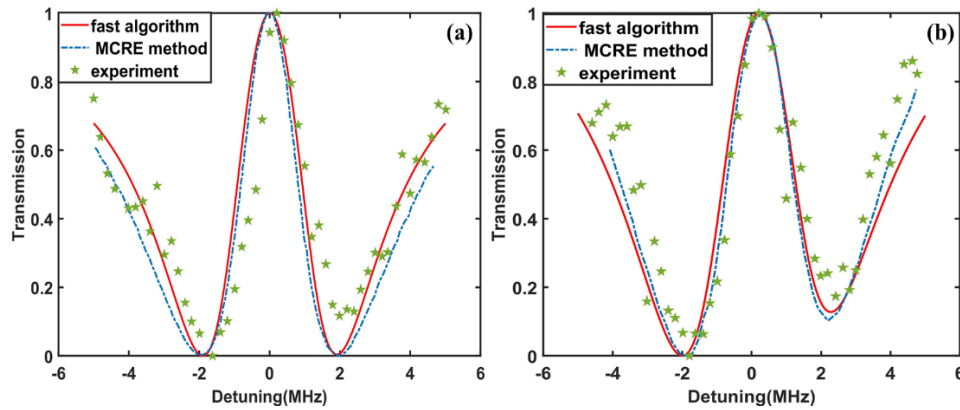 fast algorithm
MCRE method
experiment
(a)
Transmission
1
0.8
0.6
0.4
0.2
0
-6 -4 -2 0 2 4 6
Detuning(MHz)
fast algorithm
MCRE method
experiment
(b)
Transmission
1
0.8
0.6
0.4
0.2
0
-6 -4 -2 0 2 4 6
Detuning(MHz)